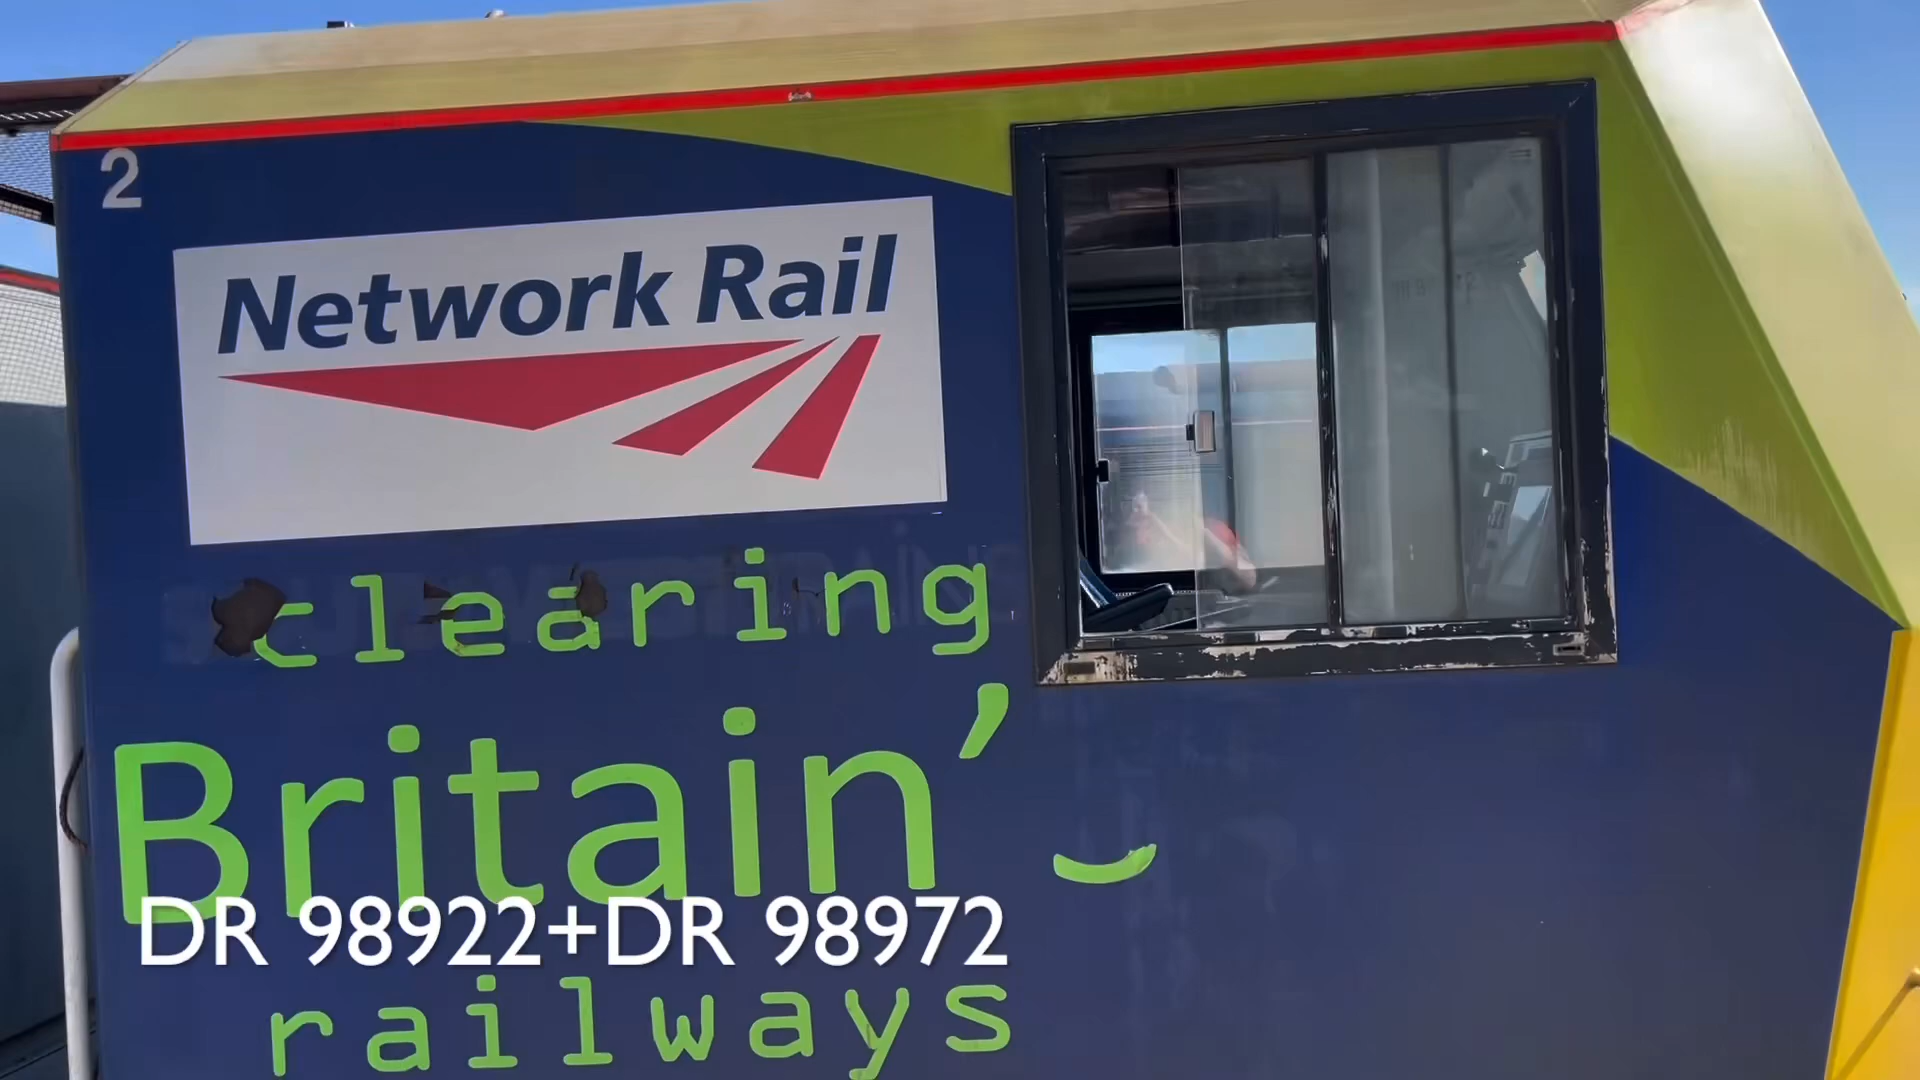 2
Network Rail
clearing
Britain’
DR 98922+DR 98972
railways